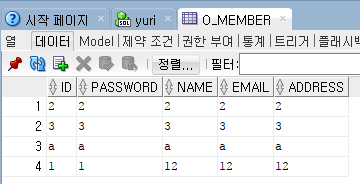 시작 페이지 yuri O_MEMBER
열 데이터 Model 제약 조건 권한 부여 통계 트리거 플래시백
정렬... 필터:
ID PASSWORD NAME EMAIL ADDRESS
1 2 2 2 2 2
2 3 3 3 3 3
3 a a a a a
4 1 1 12 12 12